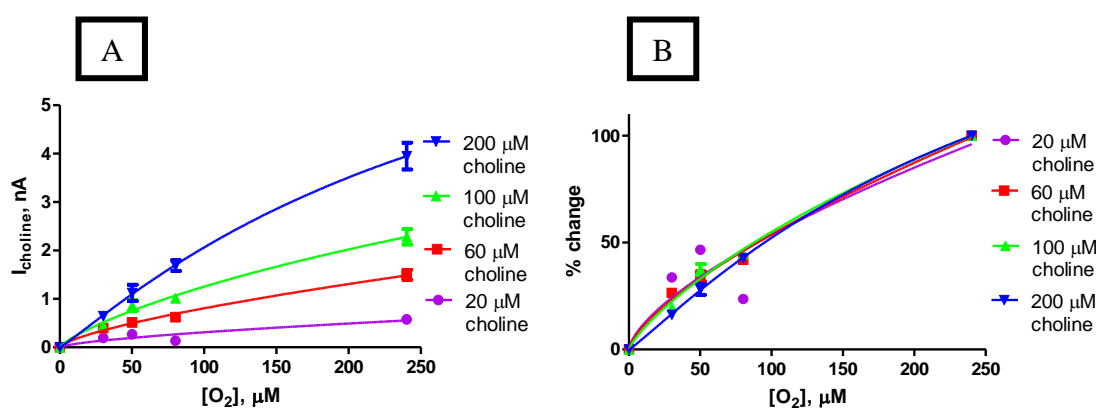 A
B
5
4
3
2
1
0
0
50
100
150
200
250
I choline, nA
[O2], μM
200 μM
choline
100 μM
choline
60 μM
choline
20 μM
choline
100
50
0
0
50
100
150
200
250
% change
[O2], μM
20 μM
choline
60 μM
choline
100 μM
choline
200 μM
choline